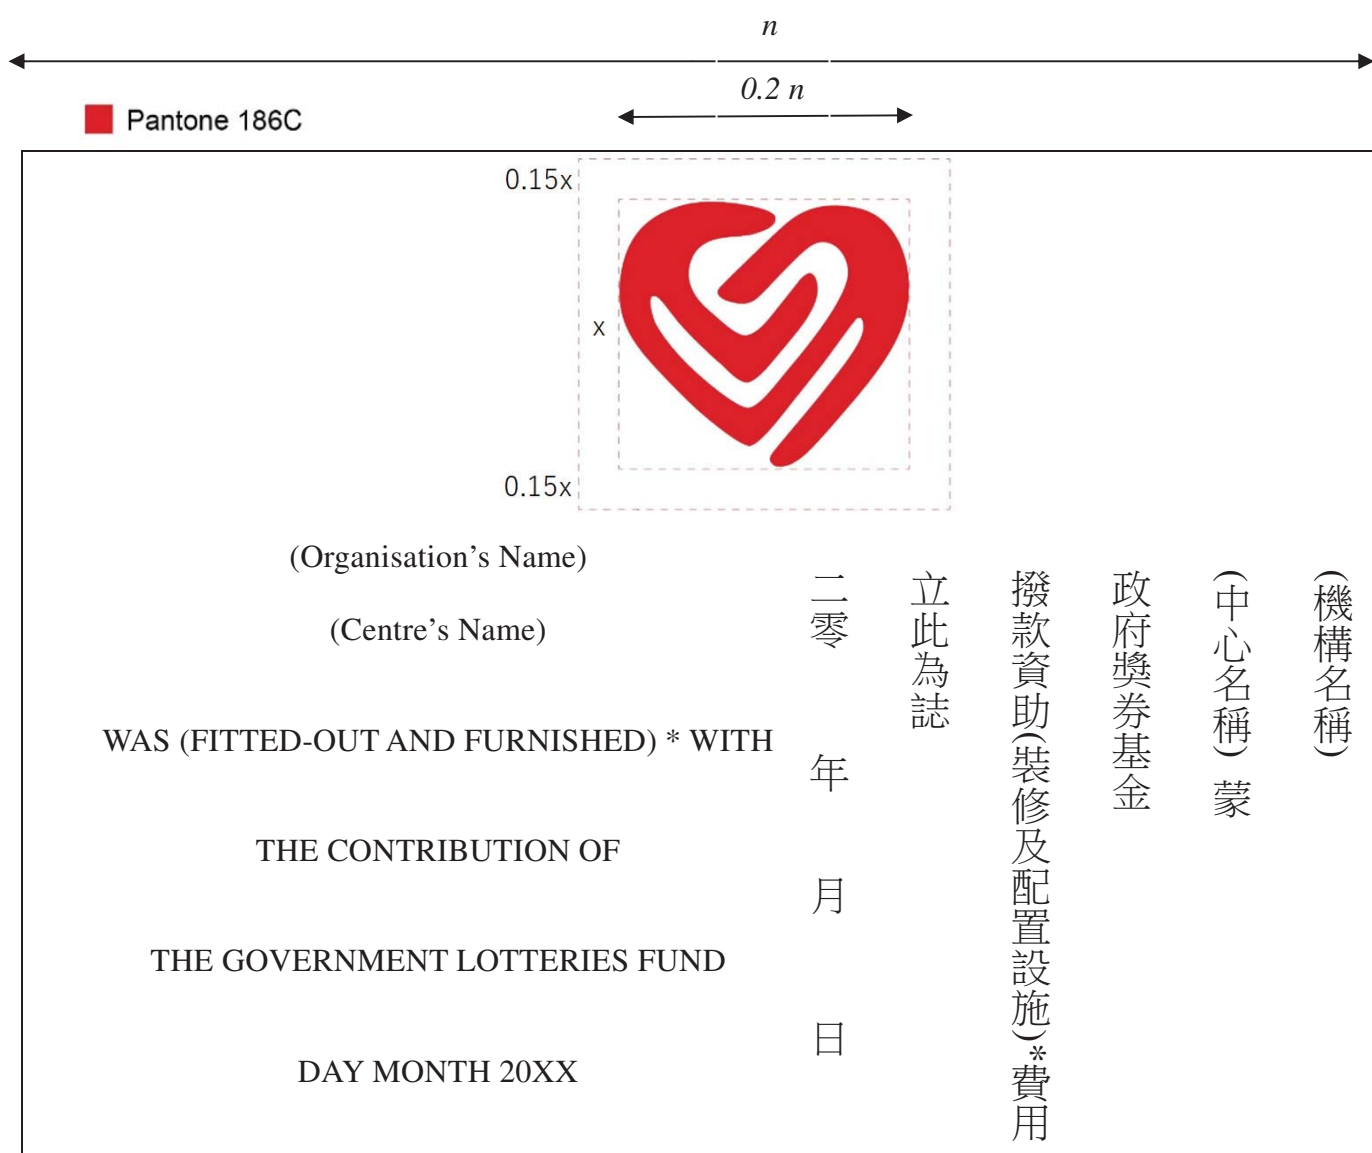 n
0.2 n
Pantone 186C
0.15x
x
0.15x
(Organisation’s Name)
(Centre’s Name)
WAS (FITTED-OUT AND FURNISHED) * WITH
THE CONTRIBUTION OF
THE GOVERNMENT LOTTERIES FUND
DAY MONTH 20XX
(機構名稱)
(中心名稱) 蒙
政府獎券基金
撥款資助(裝修及配置設施)*費用
立此為誌
二零 年 月 日